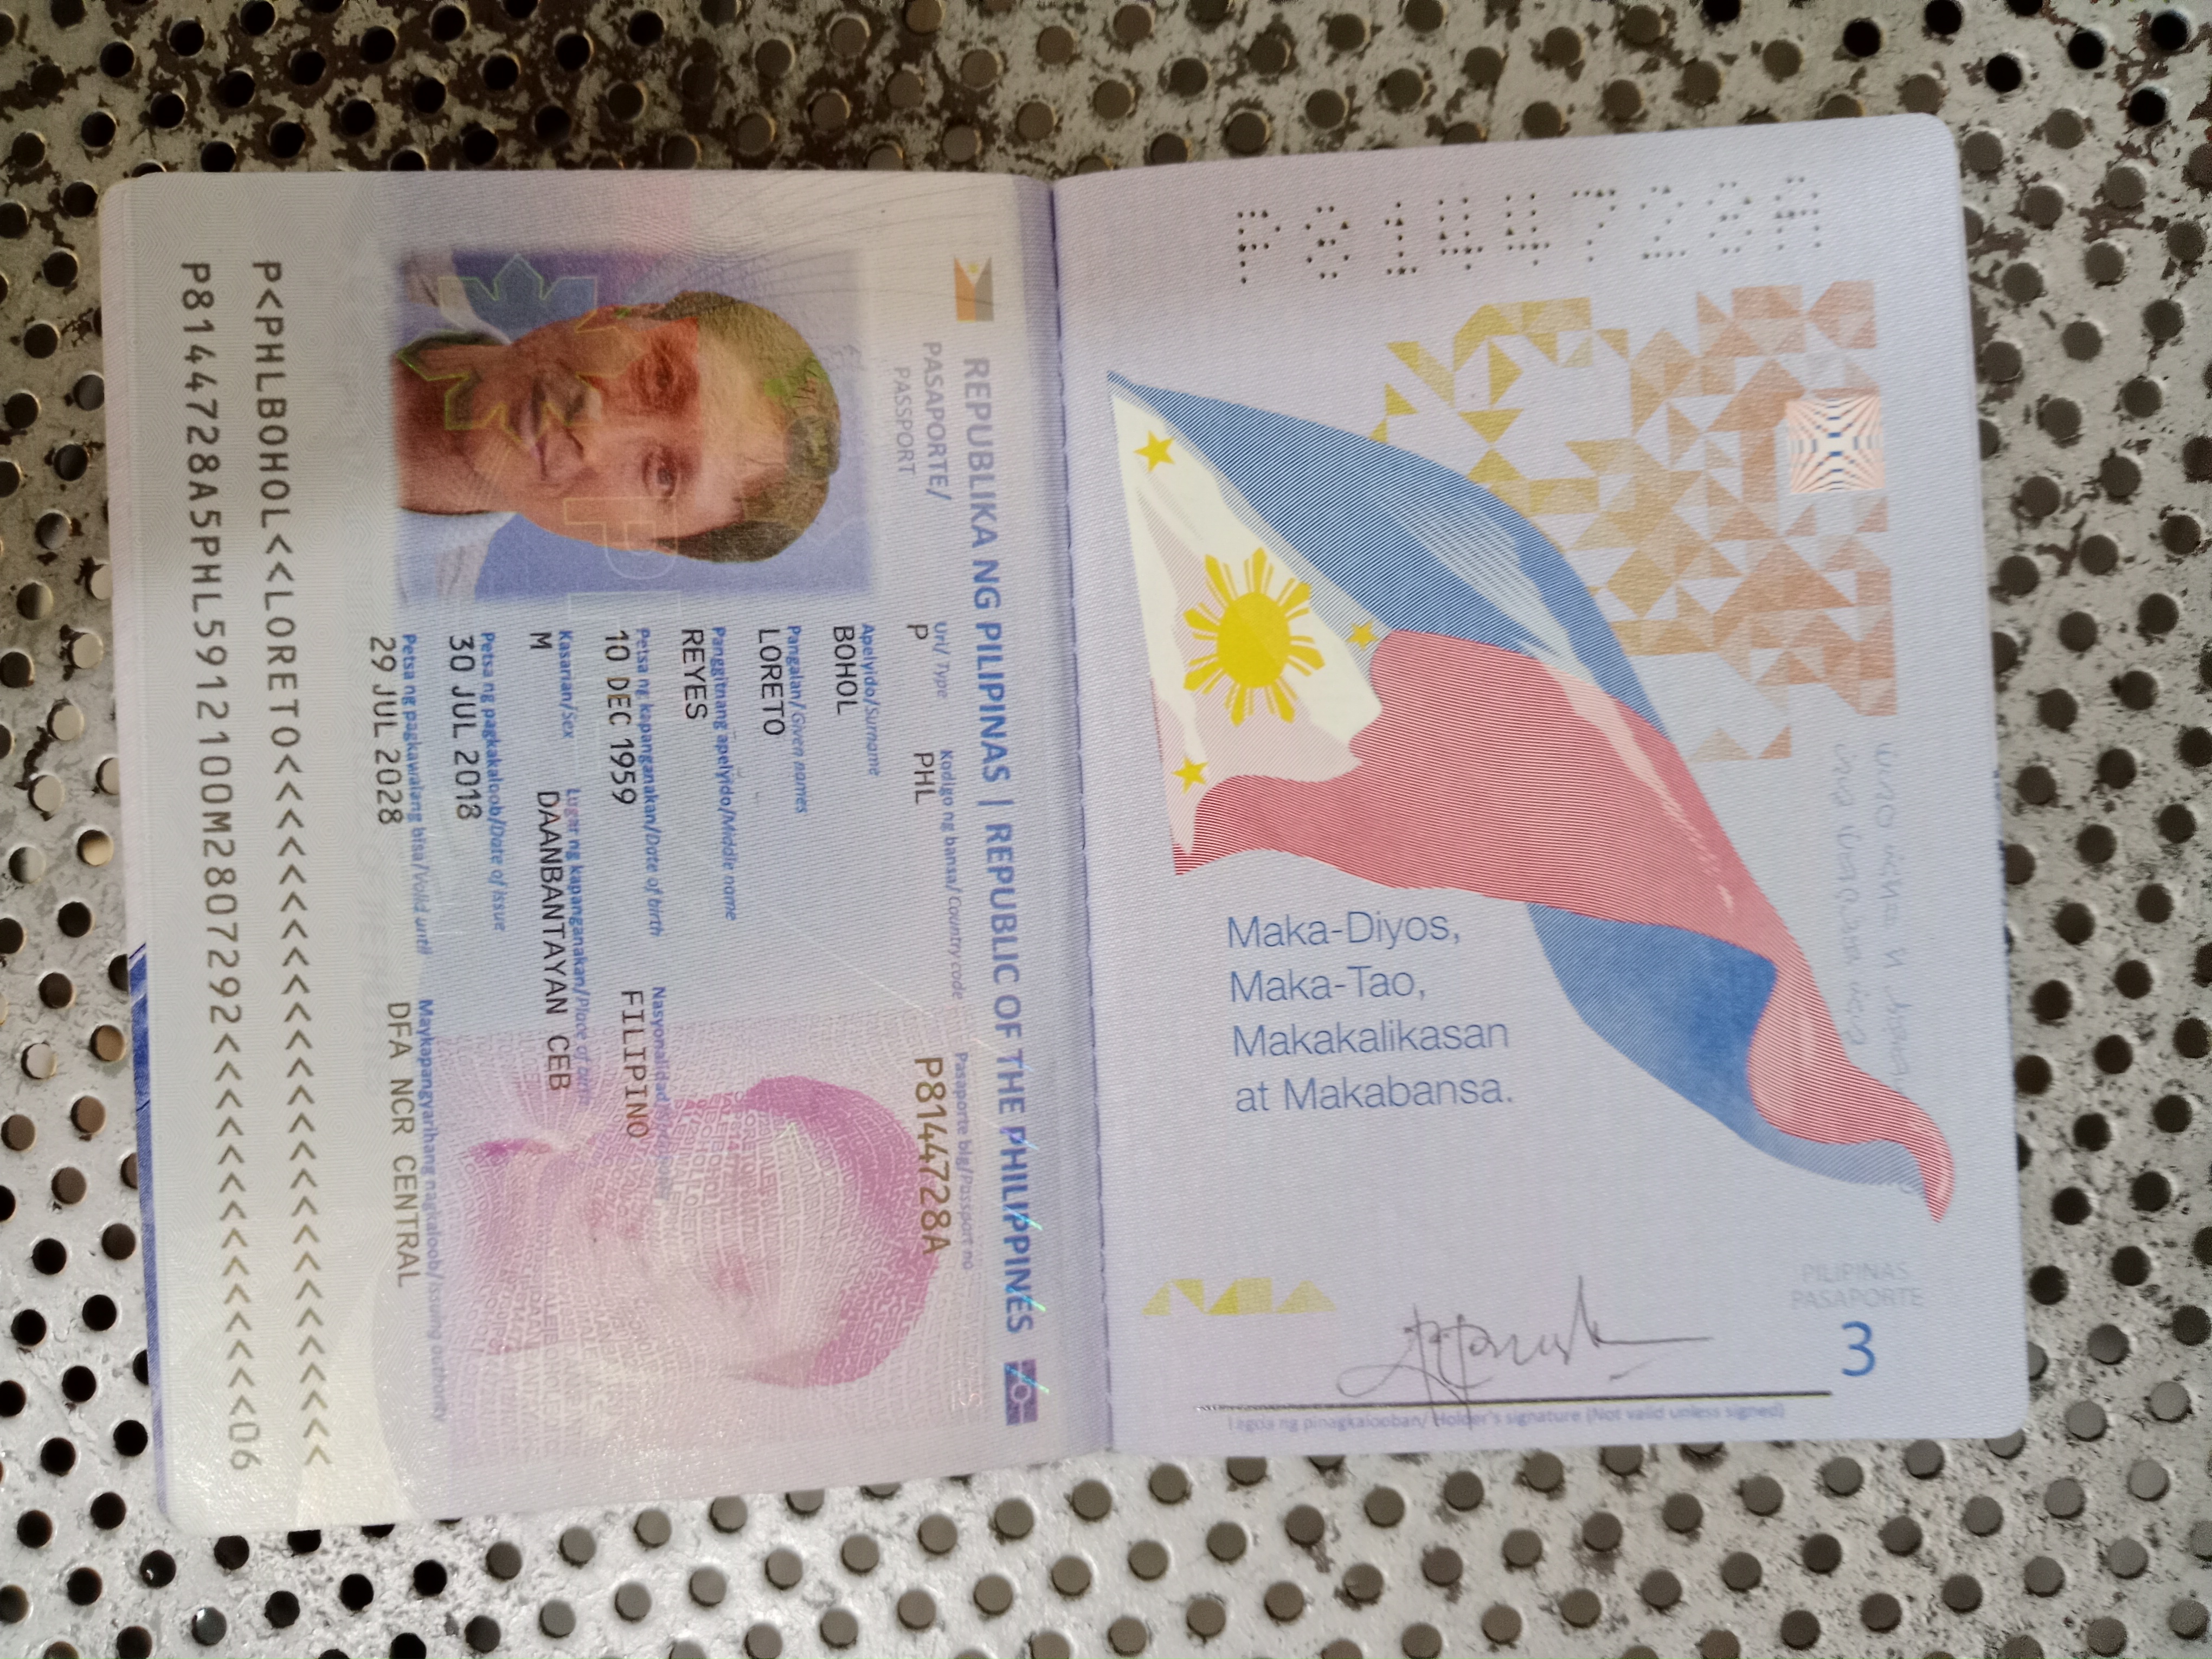 P8144728A
Maka-Diyos,
Maka-Tao,
Makakalikasan
at Makabansa.
PILIPINAS
PASAPORTE
3
Lagda ng pinagkalooban/ Holder's signature (Not valid unless signed)
REPUBLIKA NG PILIPINAS | REPUBLIC OF THE PHILIPPINES
PASAPORTE/
PASSPORT
Uri/ Type
P
Kodigo ng bansa/ Country code
PHL
Pasaporte blg/Passport no
P8144728A
Apelyido/Surname
BOHOL
Pangalan/Given names
LORETO
Panggitnang apelyido/Middle name
REYES
Petsa ng kapanganakan/Date of birth
10 DEC 1959
Nasyonalidad/Nationality
FILIPINO
Kasarian/Sex
M
Lugar ng kapanganakan/Place of birth
DAANBANTAYAN CEB
Petsa ng pagkakaloob/Date of issue
30 JUL 2018
Petsa ng pagkawalang bisa/Valid until
29 JUL 2028
Maykapangyarihang nagkaloob/Issuing authority
DFA NCR CENTRAL
P<PHLBOHOL<<LORETO<<<<<<<<<<<<<<<<<<<<<<<<<<
P8144728A5PHL5912100M2807292<<<<<<<<<<<<<<06